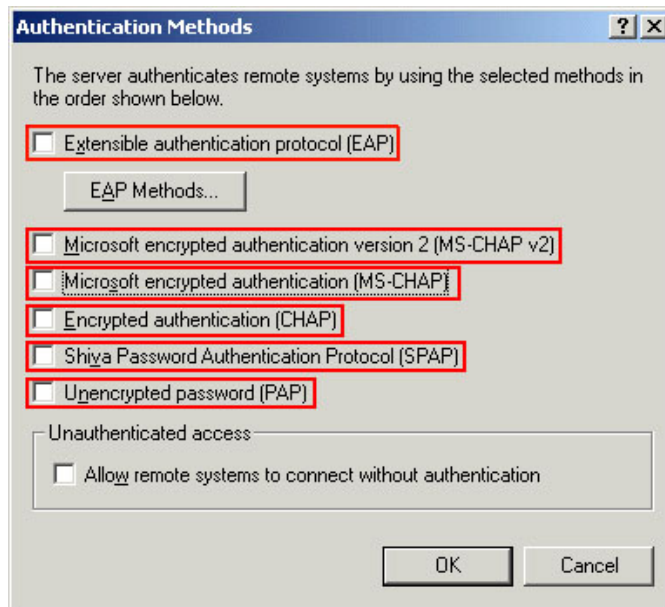 Authentication Methods
The server authenticates remote systems by using the selected methods in
the order shown below.
Extensible authentication protocol (EAP)
EAP Methods...
Microsoft encrypted authentication version 2 (MS-CHAP v2)
Microsoft encrypted authentication (MS-CHAP)
Encrypted authentication (CHAP)
Shiva Password Authentication Protocol (SPAP)
Unencrypted password (PAP)
Unauthenticated access
Allow remote systems to connect without authentication
OK Cancel